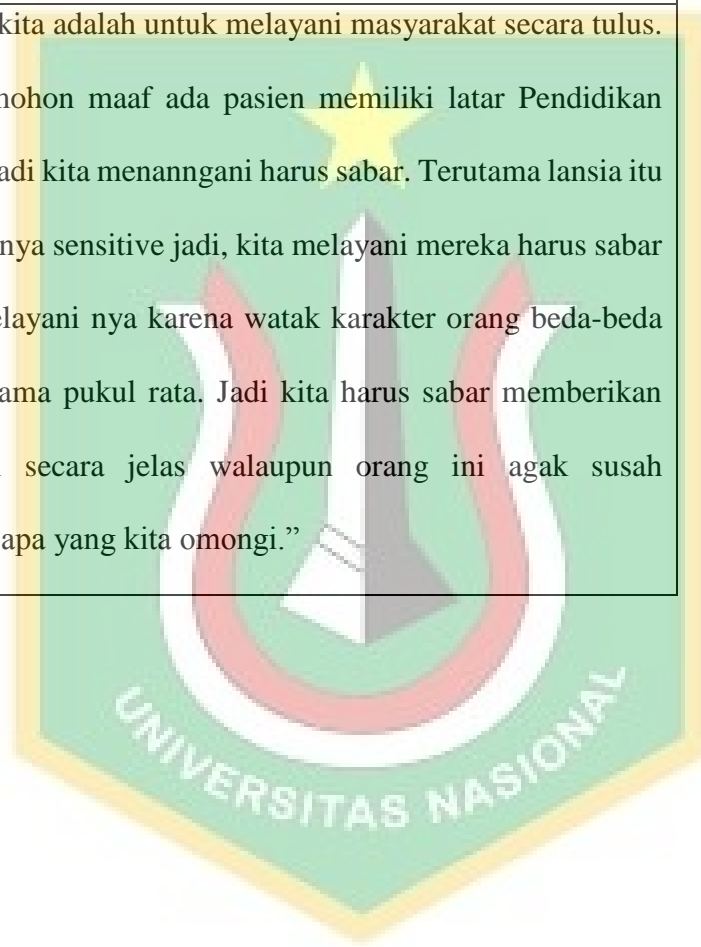 kita adalah untuk melayani masyarakat secara tulus.
nohon maaf ada pasien memiliki latar Pendidikan
adi kita menanngani harus sabar. Terutama lansia itu
nya sensitive jadi, kita melayani mereka harus sabar
elayani nya karena watak karakter orang beda-beda
ama pukul rata. Jadi kita harus sabar memberikan
secara jelas walaupun orang ini agak susah
apa yang kita omongi.”
UNIVERSITAS NASIONAL